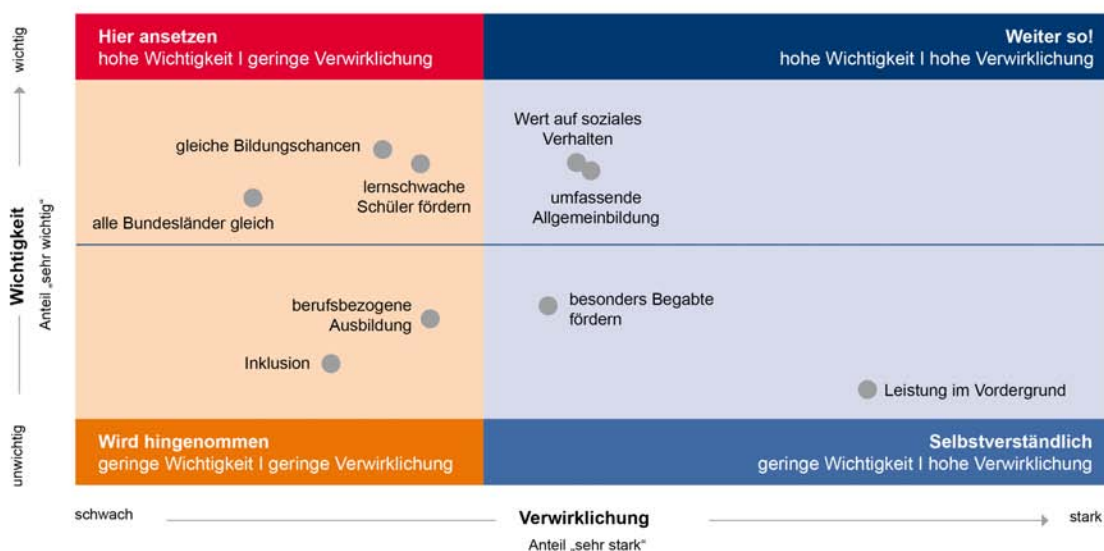 Hier ansetzen
hohe Wichtigkeit I geringe Verwirklichung
Weiter so!
hohe Wichtigkeit I hohe Verwirklichung
wichtig
Wichtigkeit
Anteil „sehr wichtig“
unwichtig
gleiche Bildungschancen
lernschwache
Schüler fördern
alle Bundesländer gleich
Wert auf soziales
Verhalten
umfassende
Allgemeinbildung
berufsbezogene
Ausbildung
Inklusion
besonders Begabte
fördern
Leistung im Vordergrund
Wird hingenommen
geringe Wichtigkeit I geringe Verwirklichung
Selbstverständlich
geringe Wichtigkeit I hohe Verwirklichung
schwach
Verwirklichung
stark
Anteil „sehr stark“